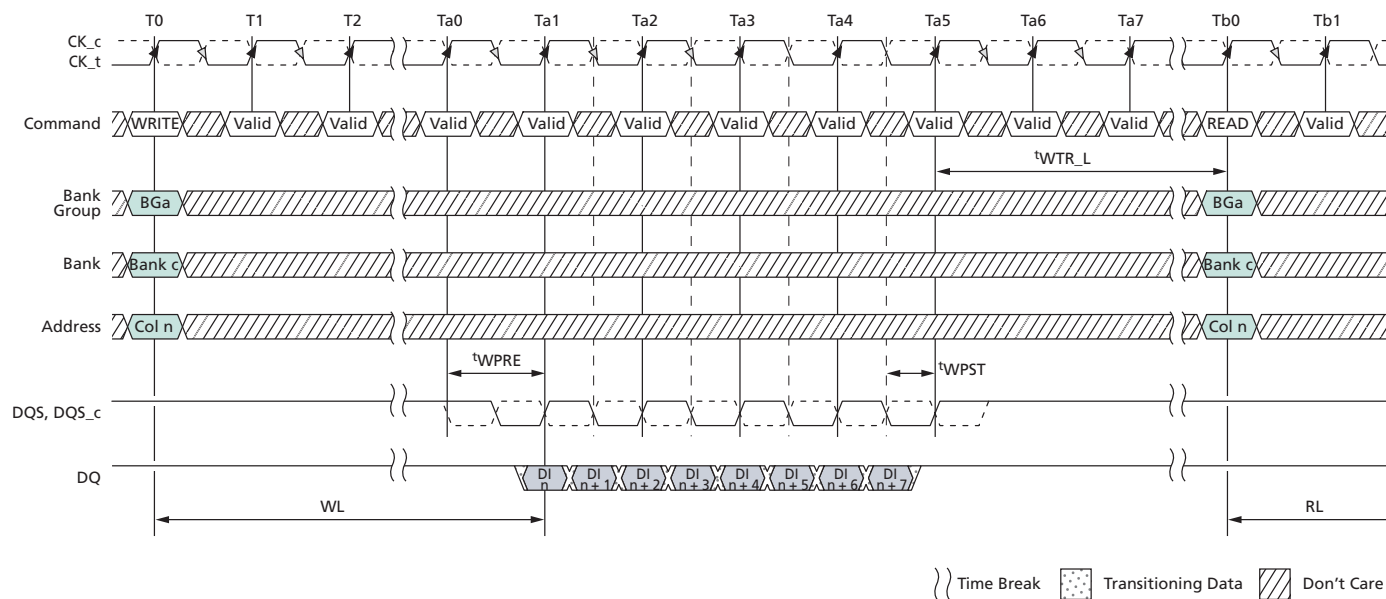 T0 T1 T2 Ta0 Ta1 Ta2 Ta3 Ta4 Ta5 Ta6 Ta7 Tb0 Tb1
CK_c
CK_t
Command WRITE Valid Valid Valid Valid Valid Valid Valid Valid Valid Valid READ Valid
tWTR_L
Bank Group BGa BGa
Bank Bank c Bank c
Address Col n Col n
tWPRE tWPST
DQS, DQS_c
DQ DI n DI n + 1 DI n + 2 DI n + 3 DI n + 4 DI n + 5 DI n + 6 DI n + 7
WL RL
Time Break Transitioning Data Don't Care